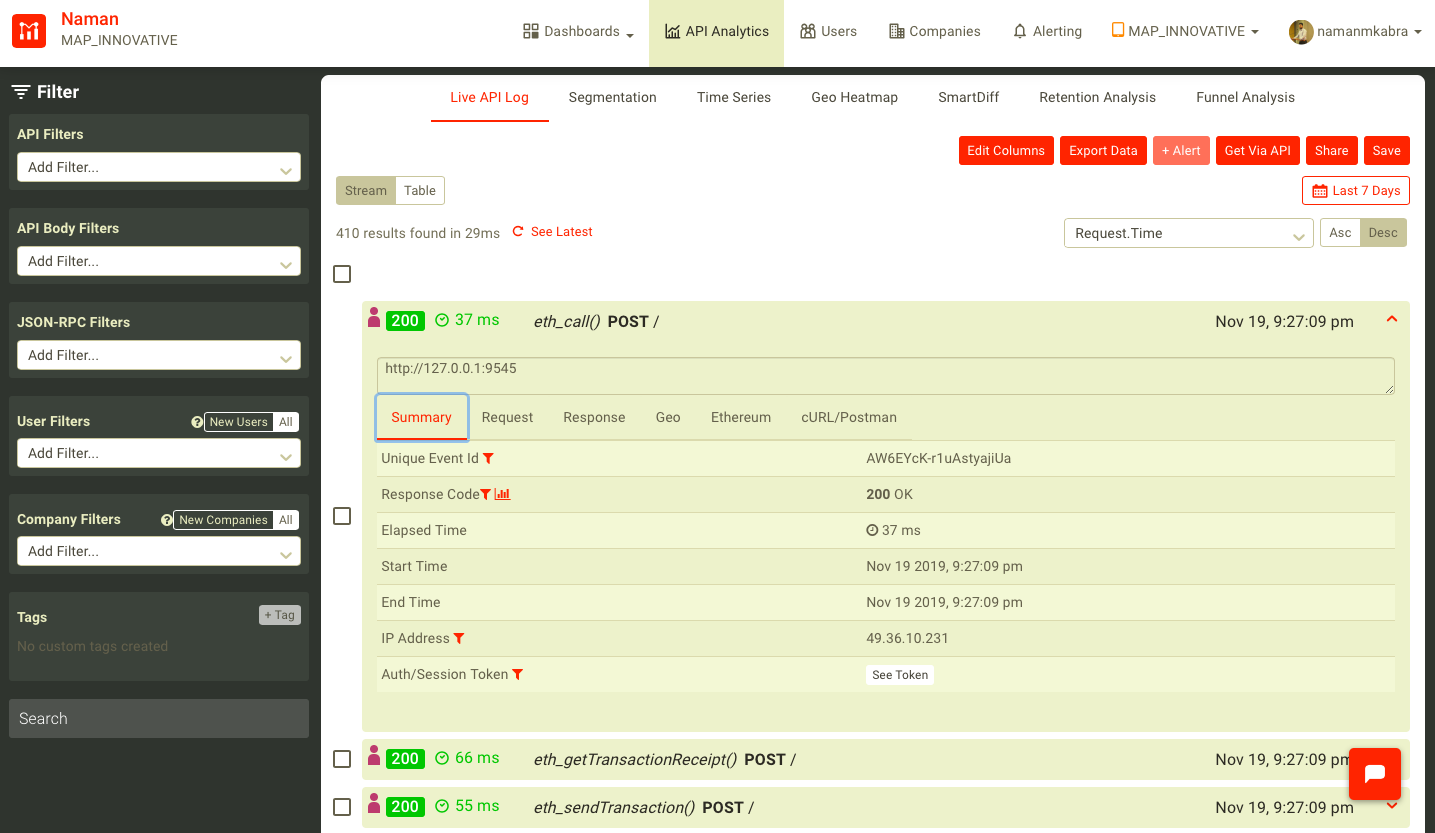 Naman
MAP_INNOVATIVE
Dashboards API Analytics Users Companies Alerting MAP_INNOVATIVE namanmkabra
Filter
API Filters
Add Filter...
API Body Filters
Add Filter...
JSON-RPC Filters
Add Filter...
User Filters New Users All
Add Filter...
Company Filters New Companies All
Add Filter...
Tags + Tag
No custom tags created
Search
Live API Log Segmentation Time Series Geo Heatmap SmartDiff Retention Analysis Funnel Analysis
Edit Columns Export Data + Alert Get Via API Share Save
Stream Table Last 7 Days
410 results found in 29ms See Latest Request.Time Asc Desc
200 37 ms eth_call() POST / Nov 19, 9:27:09 pm
http://127.0.0.1:9545
Summary Request Response Geo Ethereum cURL/Postman
Unique Event Id AW6EYcK-r1uAstyajiUa
Response Code 200 OK
Elapsed Time 37 ms
Start Time Nov 19 2019, 9:27:09 pm
End Time Nov 19 2019, 9:27:09 pm
IP Address 49.36.10.231
Auth/Session Token See Token
200 66 ms eth_getTransactionReceipt() POST / Nov 19, 9:27:09 pm
200 55 ms eth_sendTransaction() POST / Nov 19, 9:27:09 pm